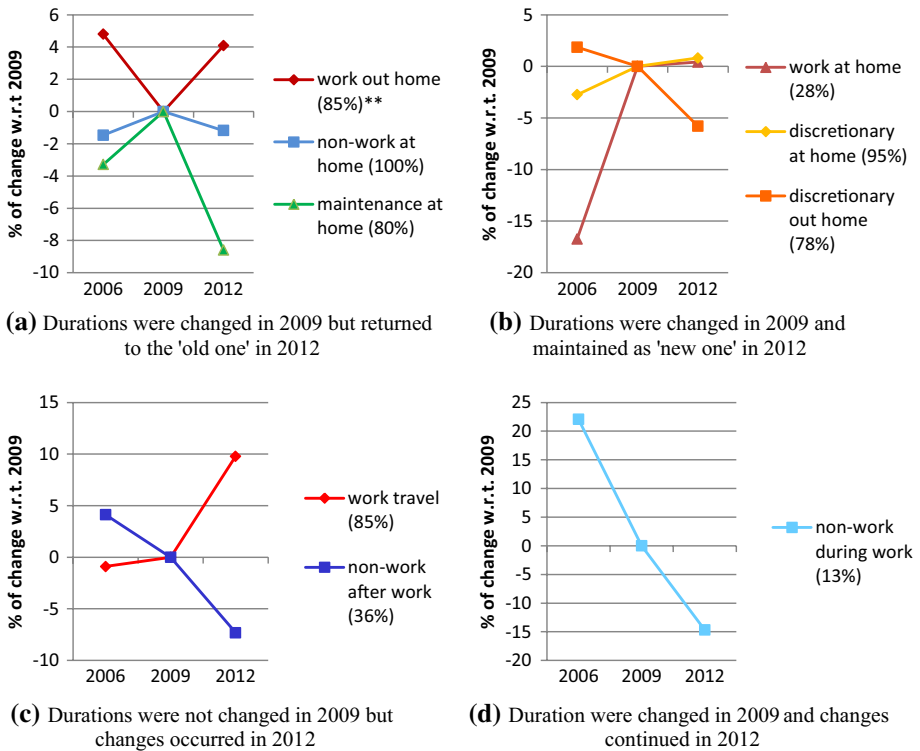 % of change w.r.t. 2009
6
4
2
0
-2
-4
-6
-8
-10
2006 2009 2012
work out home
(85%)**
non-work at
home (100%)
maintenance at
home (80%)
(a) Durations were changed in 2009 but returned
to the 'old one' in 2012
% of change w.r.t. 2009
5
0
-5
-10
-15
-20
2006 2009 2012
work at home
(28%)
discretionary
at home (95%)
discretionary
out home
(78%)
(b) Durations were changed in 2009 and
maintained as 'new one' in 2012
% of change w.r.t. 2009
15
10
5
0
-5
-10
2006 2009 2012
work travel
(85%)
non-work
after work
(36%)
(c) Durations were not changed in 2009 but
changes occurred in 2012
% of change w.r.t. 2009
25
20
15
10
5
0
-5
-10
-15
-20
2006 2009 2012
non-work
during work
(13%)
(d) Duration were changed in 2009 and changes
continued in 2012